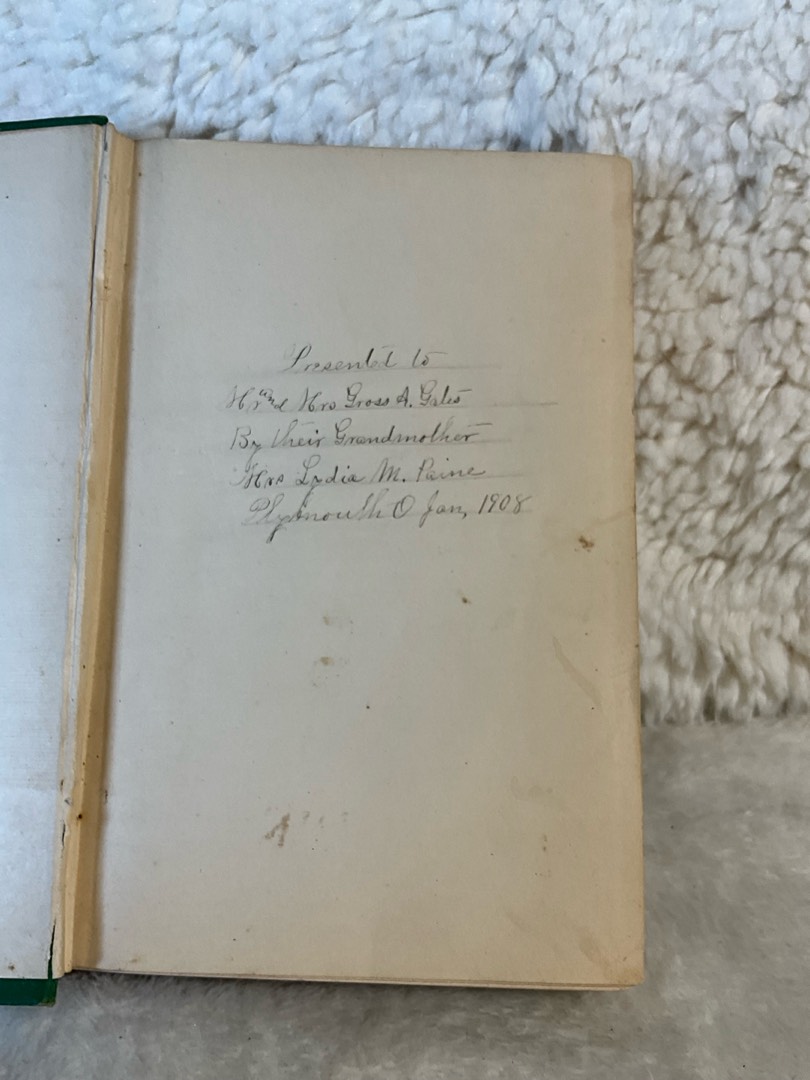 Presented to
Mr and Mrs Gross A. Gates
By their Grandmother
Mrs Lydia M. Paine
Plymouth O Jan, 1908